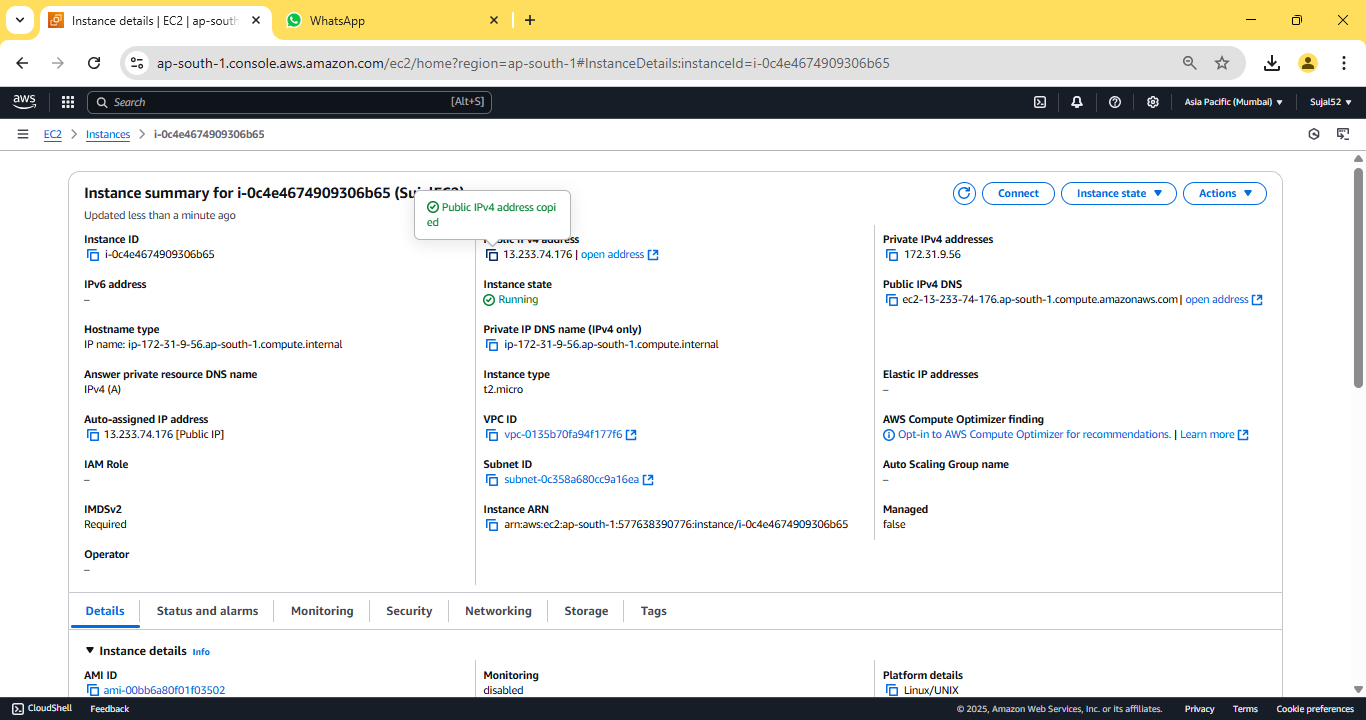 Instance details | EC2 | ap-south
WhatsApp
ap-south-1.console.aws.amazon.com/ec2/home?region=ap-south-1#InstanceDetails:instanceId=i-0c4e4674909306b65
aws
Search
[Alt+S]
Asia Pacific (Mumbai)
Sujal52
EC2
Instances
i-0c4e4674909306b65
Instance summary for i-0c4e4674909306b65
Updated less than a minute ago
Connect
Instance state
Actions
Public IPv4 address copi
ed
Instance ID
i-0c4e4674909306b65
Public IPv4 address
13.233.74.176 | open address
Private IPv4 addresses
172.31.9.56
IPv6 address
–
Instance state
Running
Public IPv4 DNS
ec2-13-233-74-176.ap-south-1.compute.amazonaws.com | open address
Hostname type
IP name: ip-172-31-9-56.ap-south-1.compute.internal
Private IP DNS name (IPv4 only)
ip-172-31-9-56.ap-south-1.compute.internal
Answer private resource DNS name
IPv4 (A)
Instance type
t2.micro
Elastic IP addresses
–
Auto-assigned IP address
13.233.74.176 [Public IP]
VPC ID
vpc-0135b70fa94f177f6
AWS Compute Optimizer finding
Opt-in to AWS Compute Optimizer for recommendations. | Learn more
IAM Role
–
Subnet ID
subnet-0c358a680cc9a16ea
Auto Scaling Group name
–
IMDSv2
Required
Instance ARN
arn:aws:ec2:ap-south-1:577638390776:instance/i-0c4e4674909306b65
Managed
false
Operator
–
Details
Status and alarms
Monitoring
Security
Networking
Storage
Tags
Instance details Info
AMI ID
ami-00bb6a80f01f03502
Monitoring
disabled
Platform details
Linux/UNIX
CloudShell
Feedback
© 2025, Amazon Web Services, Inc. or its affiliates.
Privacy
Terms
Cookie preferences